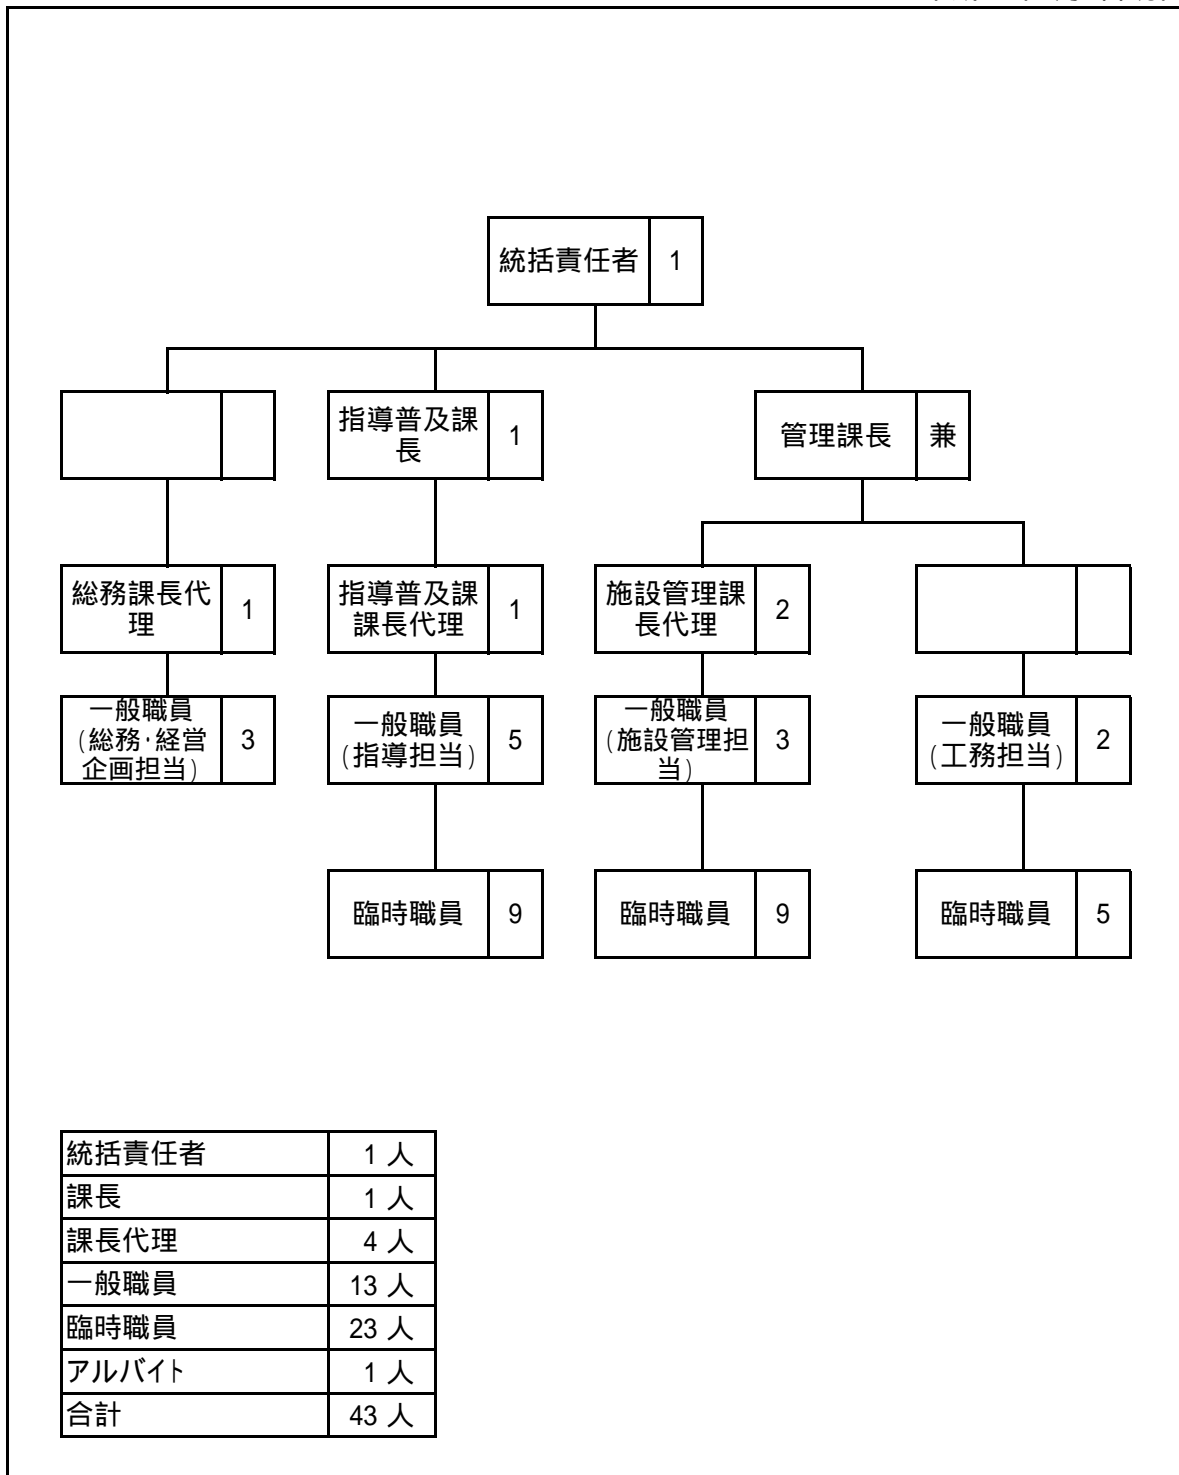 統括責任者 1
指導普及課
長
1
管理課長 兼
総務課長代
理
1
指導普及課
課長代理
1
施設管理課
長代理
2
一般職員
(総務・経営
企画担当)
3
一般職員
(指導担当)
5
一般職員
(施設管理担
当)
3
一般職員
(工務担当)
2
臨時職員 9
臨時職員 9
臨時職員 5
統括責任者 1 人
課長 1 人
課長代理 4 人
一般職員 13 人
臨時職員 23 人
アルバイト 1 人
合計 43 人